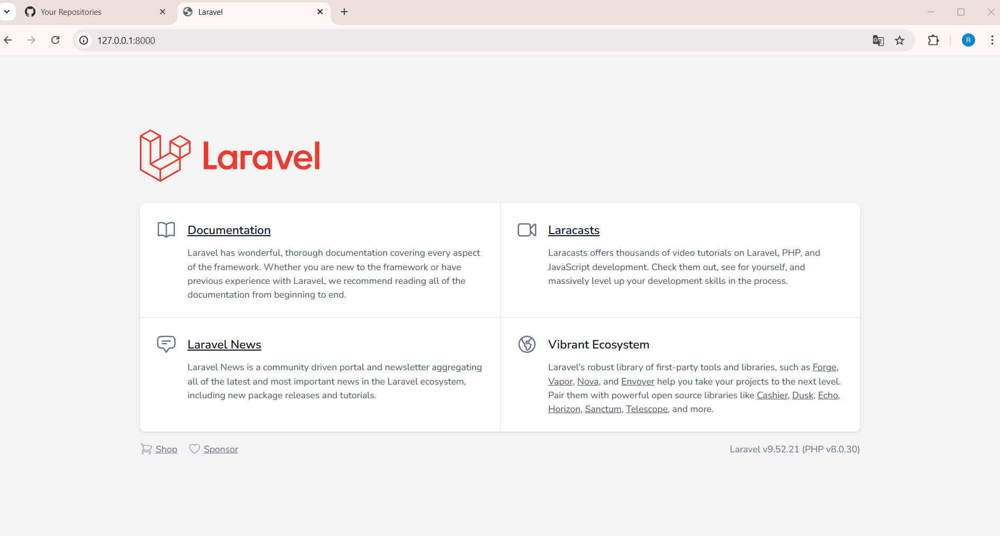 Your Repositories
Laravel
127.0.0.1:8000
R
Laravel
Documentation
Laravel has wonderful, thorough documentation covering every aspect
of the framework. Whether you are new to the framework or have
previous experience with Laravel, we recommend reading all of the
documentation from beginning to end.
Laracasts
Laracasts offers thousands of video tutorials on Laravel, PHP, and
JavaScript development. Check them out, see for yourself, and
massively level up your development skills in the process.
Laravel News
Laravel News is a community driven portal and newsletter aggregating
all of the latest and most important news in the Laravel ecosystem,
including new package releases and tutorials.
Vibrant Ecosystem
Laravel's robust library of first-party tools and libraries, such as Forge,
Vapor, Nova, and Envoyer help you take your projects to the next level.
Pair them with powerful open source libraries like Cashier, Dusk, Echo,
Horizon, Sanctum, Telescope, and more.
Shop
Sponsor
Laravel v9.52.21 (PHP v8.0.30)